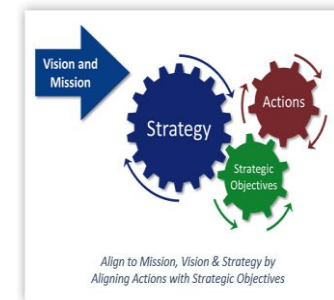 Vision and
Mission
Strategy
Actions
Strategic
Objectives
Align to Mission, Vision & Strategy by
Aligning Actions with Strategic Objectives